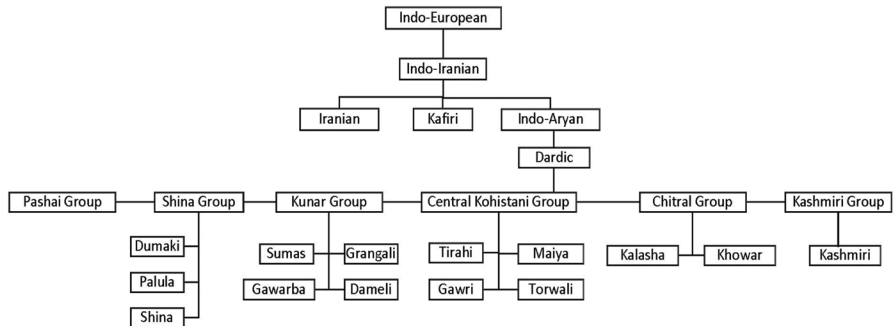 Indo-European
Indo-Iranian
Iranian
Kafiri
Indo-Aryan
Dardic
Pashai Group
Shina Group
Kunar Group
Central Kohistani Group
Chitral Group
Kashmiri Group
Dumaki
Palula
Shina
Sumas
Grangali
Gawarba
Dameli
Tirahi
Maiya
Gawri
Torwali
Kalasha
Khowar
Kashmiri